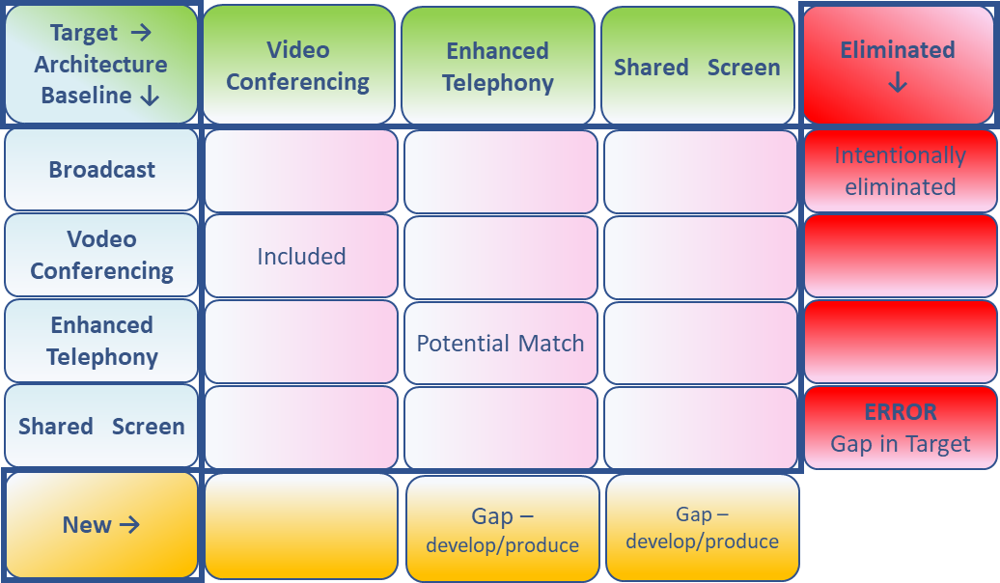 Target →
Architecture
Baseline ↓
Video
Conferencing
Enhanced
Telephony
Shared Screen
Eliminated
↓
Broadcast
Intentionally
eliminated
Vodeo
Conferencing
Included
Enhanced
Telephony
Potential Match
Shared Screen
ERROR
Gap in Target
New →
Gap –
develop/produce
Gap –
develop/produce